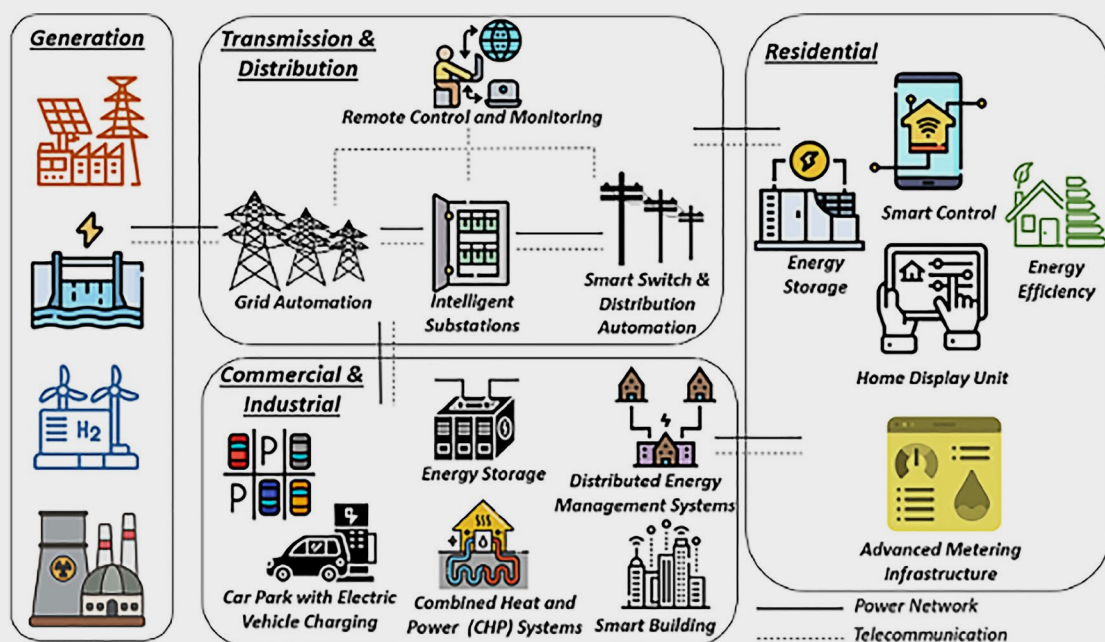 Generation
Transmission &
Distribution
Remote Control and Monitoring
Grid Automation
Intelligent
Substations
Smart Switch &
Distribution
Automation
Residential
Smart Control
Energy
Storage
Energy
Efficiency
Home Display Unit
Advanced Metering
Infrastructure
H2
Commercial &
Industrial
P
P
Energy Storage
Distributed Energy
Management Systems
Car Park with Electric
Vehicle Charging
Combined Heat and
Power (CHP) Systems
Smart Building
Power Network
Telecommunication